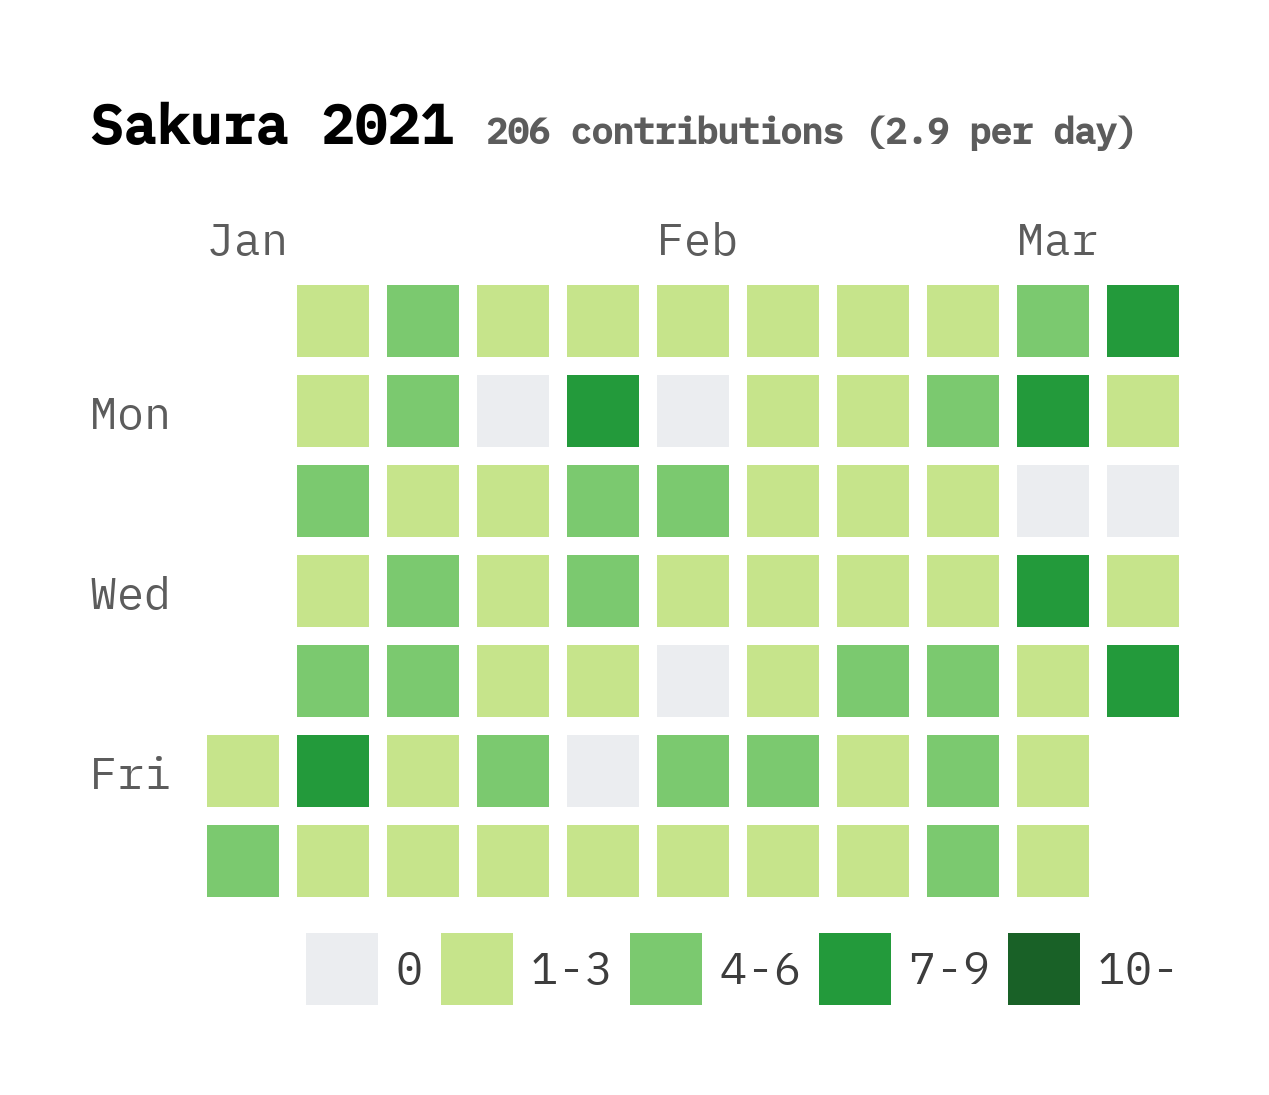 Sakura 2021 206 contributions (2.9 per day)
Jan Feb Mar
Mon
Wed
Fri
0 1-3 4-6 7-9 10-